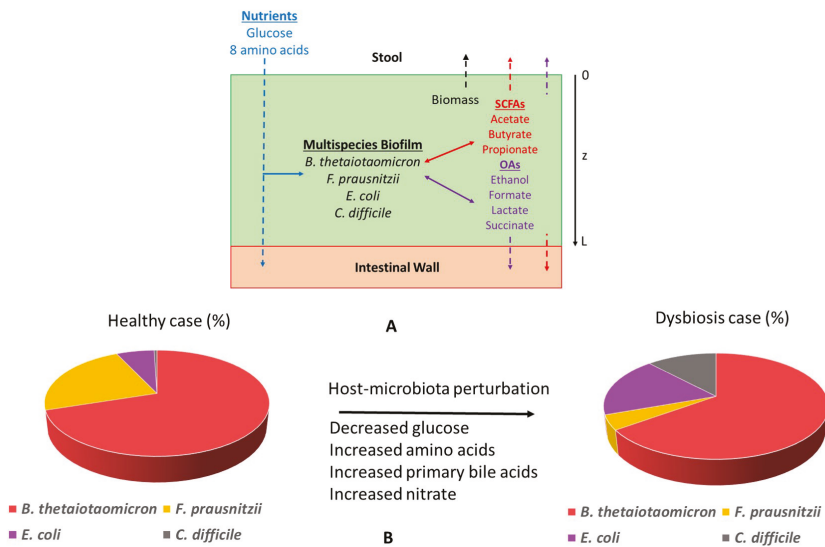 Nutrients
Glucose
8 amino acids
Stool
0
Biomass
SCFAs
Acetate
Butyrate
Propionate
z
Multispecies Biofilm
B. thetaiotaomicron
F. prausnitzii
E. coli
C. difficile
OAs
Ethanol
Formate
Lactate
Succinate
L
Intestinal Wall
A
Healthy case (%)
Dysbiosis case (%)
Host-microbiota perturbation
Decreased glucose
Increased amino acids
Increased primary bile acids
Increased nitrate
B. thetaiotaomicron F. prausnitzii
E. coli C. difficile
B. thetaiotaomicron F. prausnitzii
E. coli C. difficile
B